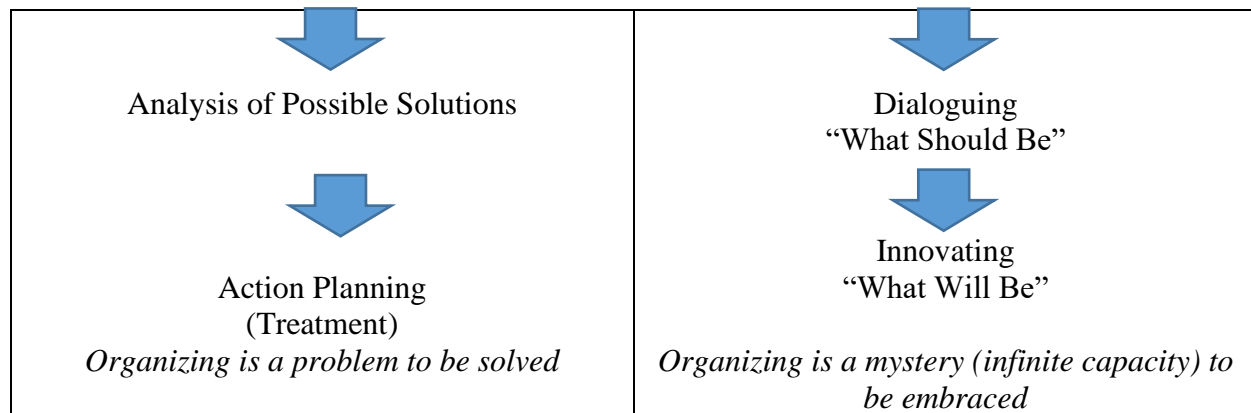 Analysis of Possible Solutions
Action Planning
(Treatment)
Organizing is a problem to be solved
Dialoguing
“What Should Be”
Innovating
“What Will Be”
Organizing is a mystery (infinite capacity) to
be embraced